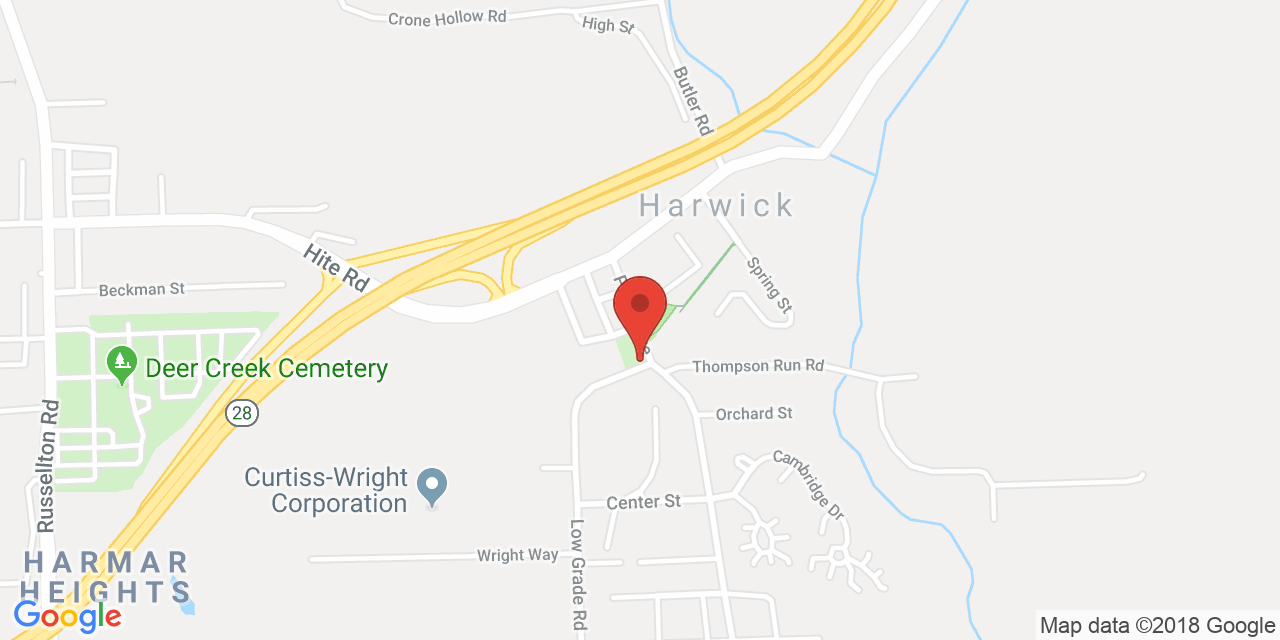 Crone Hollow Rd
High St
Butler Rd
Harwick
Hite Rd
Spring St
Beckman St
Deer Creek Cemetery
Thompson Run Rd
28
Orchard St
Russellton Rd
Curtiss-Wright
Corporation
Cambridge Dr
Center St
Low Grade Rd
Wright Way
HARMAR
HEIGHTS
Google
Map data ©2018 Google